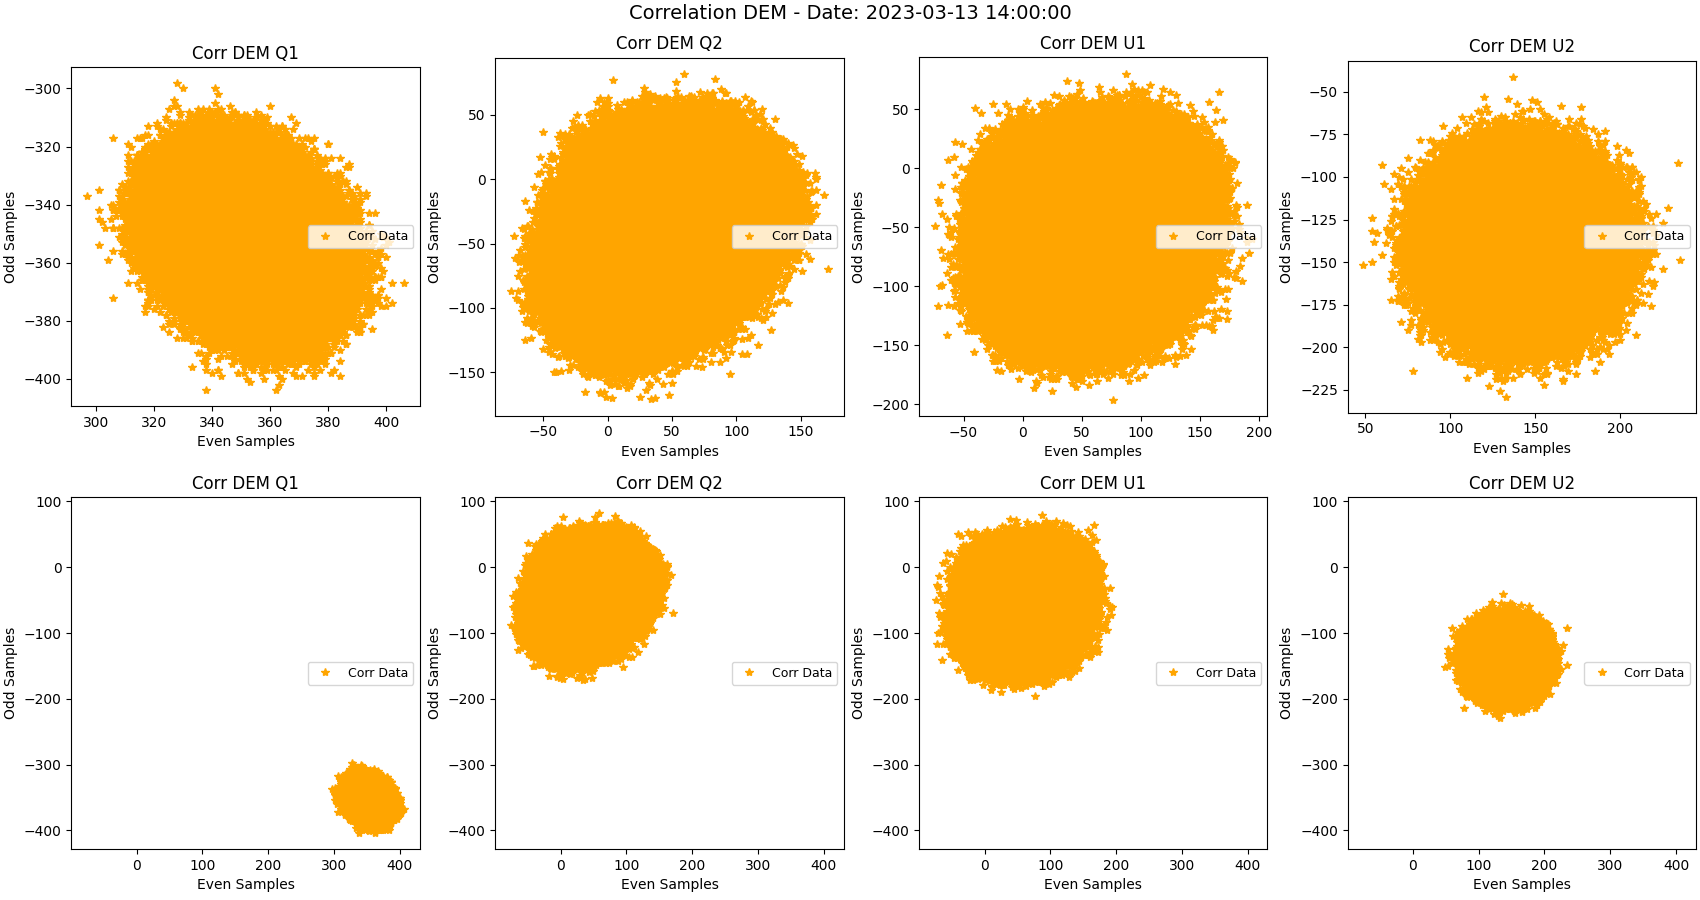 Correlation DEM - Date: 2023-03-13 14:00:00
Corr DEM Q1
Corr DEM Q2
Corr DEM U1
Corr DEM U2
Odd Samples
−300
−320
−340
−360
−380
−400
300
320
340
360
380
400
Even Samples
Corr Data
Odd Samples
50
0
−50
−100
−150
−50
0
50
100
150
Even Samples
Corr Data
Odd Samples
50
0
−50
−100
−150
−200
−50
0
50
100
150
200
Even Samples
Corr Data
Odd Samples
−50
−75
−100
−125
−150
−175
−200
−225
50
100
150
200
Even Samples
Corr Data
Corr DEM Q1
Corr DEM Q2
Corr DEM U1
Corr DEM U2
Odd Samples
100
0
−100
−200
−300
−400
0
100
200
300
400
Even Samples
Corr Data
Odd Samples
100
0
−100
−200
−300
−400
0
100
200
300
400
Even Samples
Corr Data
Odd Samples
100
0
−100
−200
−300
−400
0
100
200
300
400
Even Samples
Corr Data
Odd Samples
100
0
−100
−200
−300
−400
0
100
200
300
400
Even Samples
Corr Data